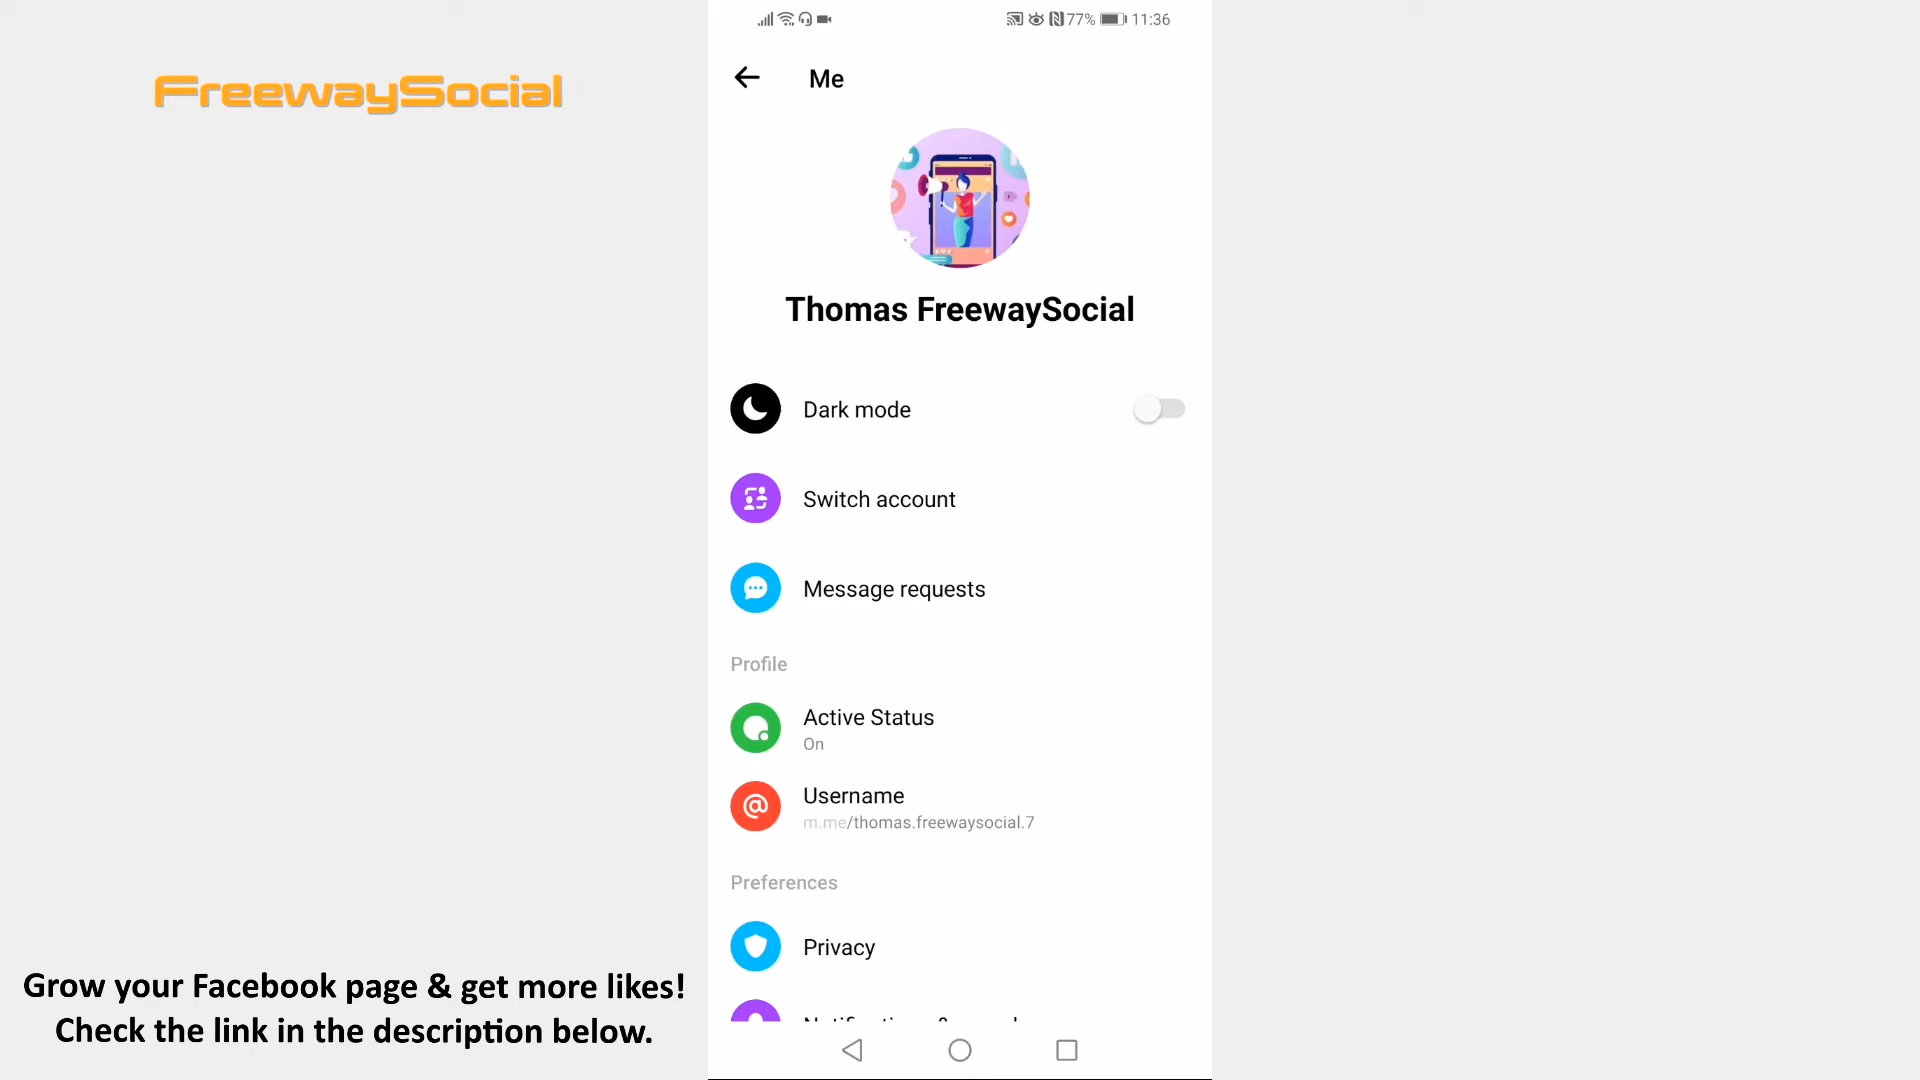 77% 11:36
FreewaySocial
Me
Thomas FreewaySocial
Dark mode
Switch account
Message requests
Profile
Active Status
On
Username
m.me/thomas.freewaysocial.7
Preferences
Privacy
Grow your Facebook page & get more likes!
Check the link in the description below.